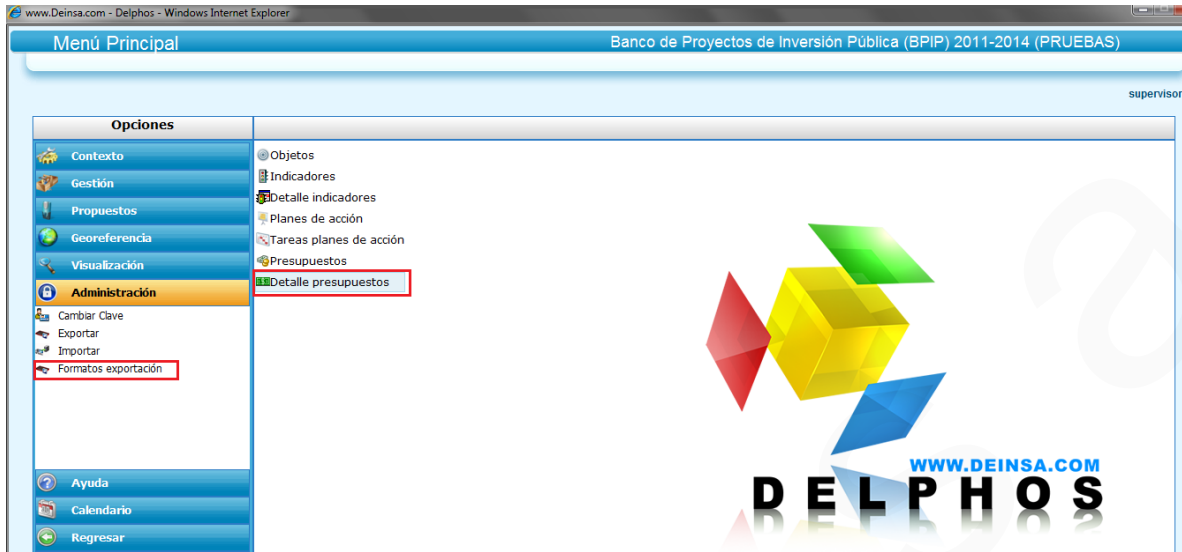 www.Deinsa.com - Delphos - Windows Internet Explorer
Menú Principal
Banco de Proyectos de Inversión Pública (BPIP) 2011-2014 (PRUEBAS)
supervisor
Opciones
Contexto
Gestión
Propuestos
Georeferencia
Visualización
Administración
Cambiar Clave
Exportar
Importar
Formatos exportación
Ayuda
Calendario
Regresar
Objetos
Indicadores
Detalle indicadores
Planes de acción
Tareas planes de acción
Presupuestos
Detalle presupuestos
WWW.DEINSA.COM
DELPHOS